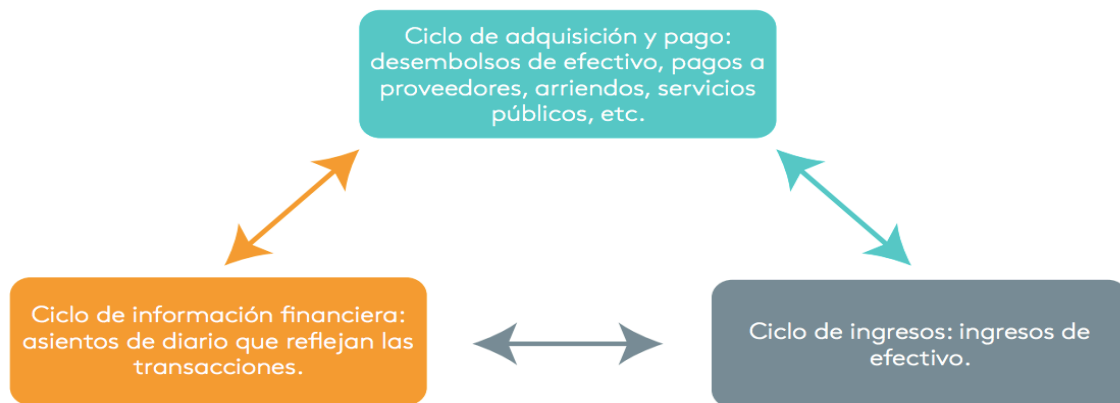 Ciclo de adquisición y pago:
desembolsos de efectivo, pagos a
proveedores, arriendos, servicios
públicos, etc.
Ciclo de información financiera:
asientos de diario que reflejan las
transacciones.
Ciclo de ingresos: ingresos de
efectivo.